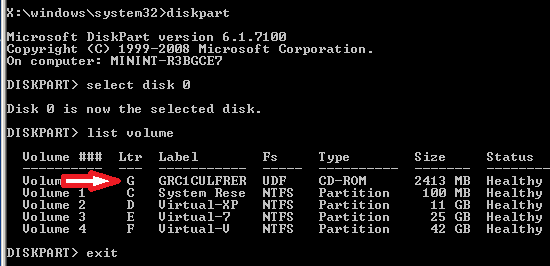 X:\windows\system32>diskpart
Microsoft DiskPart version 6.1.7100
Copyright (C) 1999-2008 Microsoft Corporation.
On computer: MININT-R3BGCE7
DISKPART> select disk 0
Disk 0 is now the selected disk.
DISKPART> list volume
Volume ### Ltr Label Fs Type Size Status
---------- --- ----------- ----- ---------- ------- ---------
Volu G GRC1CULFRER UDF CD-ROM 2413 MB Healthy
Volume 1 C System Rese NTFS Partition 100 MB Healthy
Volume 2 D Virtual-XP NTFS Partition 11 GB Healthy
Volume 3 E Virtual-7 NTFS Partition 25 GB Healthy
Volume 4 F Virtual-V NTFS Partition 42 GB Healthy
DISKPART> exit